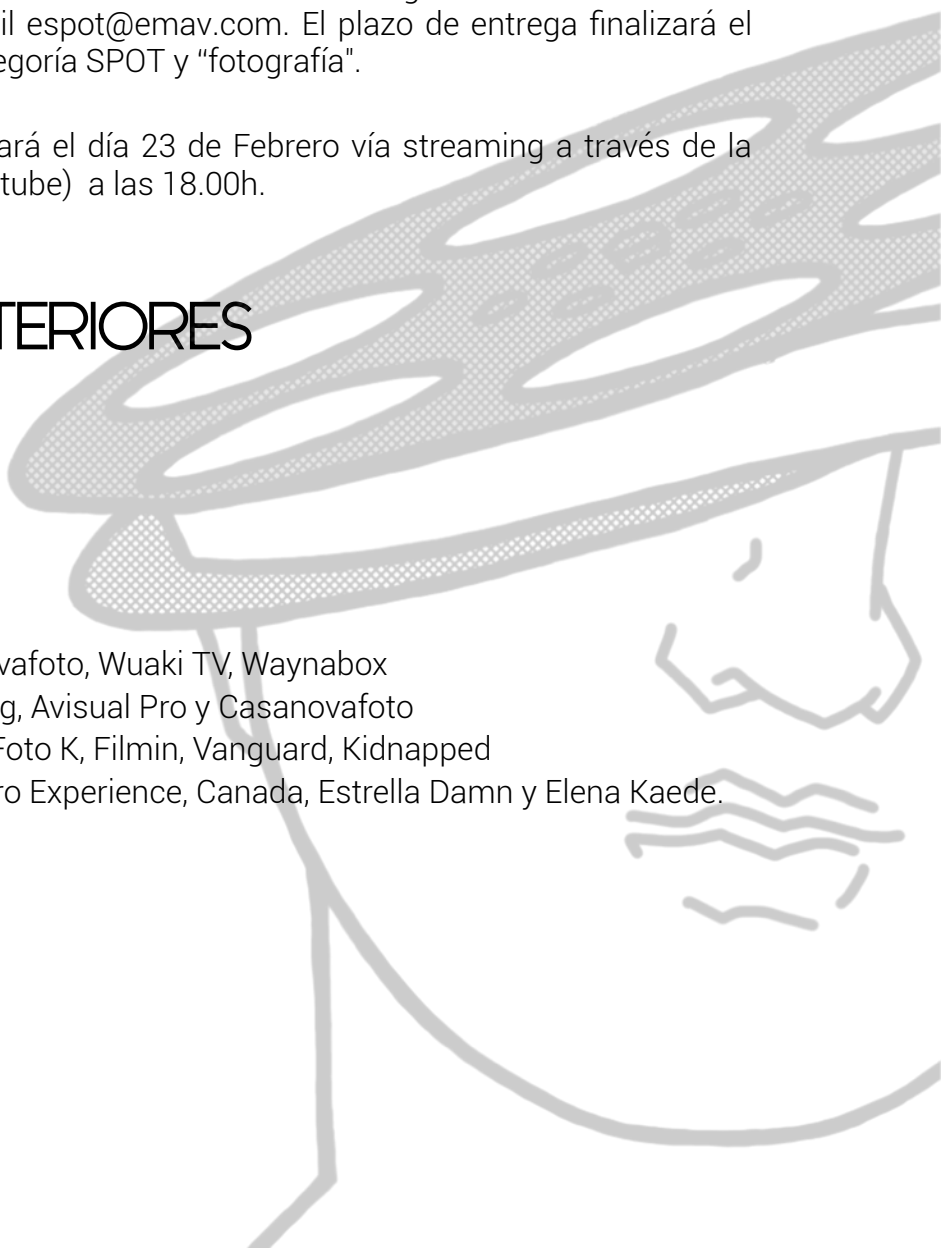 il espot@emav.com. El plazo de entrega finalizará el
egoría SPOT y “fotografía".
ará el día 23 de Febrero vía streaming a través de la
tube) a las 18.00h.
TERIORES
vafoto, Wuaki TV, Waynabox
g, Avisual Pro y Casanovafoto
Foto K, Filmin, Vanguard, Kidnapped
ro Experience, Canada, Estrella Damn y Elena Kaede.